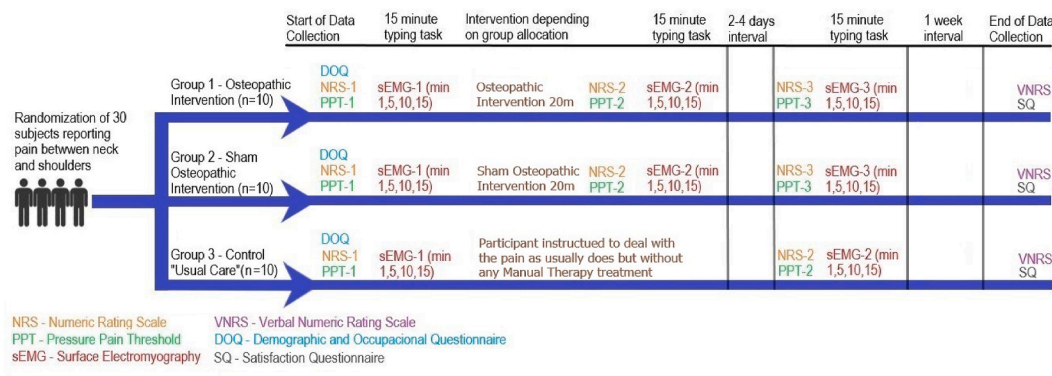 Start of Data Collection
15 minute typing task
Intervention depending on group allocation
15 minute typing task
2-4 days interval
15 minute typing task
1 week interval
End of Data Collection
Randomization of 30
subjects reporting
pain betwven neck
and shoulders
Group 1 - Osteopathic
Intervention (n=10)
DOQ
NRS-1
PPT-1
sEMG-1 (min
1,5,10,15)
Osteopathic
Intervention 20m
NRS-2
PPT-2
sEMG-2 (min
1,5,10,15)
NRS-3
PPT-3
sEMG-3 (min
1,5,10,15)
VNRS
SQ
Group 2 - Sham
Osteopathic
Intervention (n=10)
DOQ
NRS-1
PPT-1
sEMG-1 (min
1,5,10,15)
Sham Osteopathic
Intervention 20m
NRS-2
PPT-2
sEMG-2 (min
1,5,10,15)
NRS-3
PPT-3
sEMG-3 (min
1,5,10,15)
VNRS
SQ
Group 3 - Control
"Usual Care"(n=10)
DOQ
NRS-1
PPT-1
sEMG-1 (min
1,5,10,15)
Participant instructued to deal with
the pain as usually does but without
any Manual Therapy treatment
NRS-2
PPT-2
sEMG-2 (min
1,5,10,15)
VNRS
SQ
NRS - Numeric Rating Scale
PPT - Pressure Pain Threshold
sEMG - Surface Electromyography
VNRS - Verbal Numeric Rating Scale
DOQ - Demographic and Occupacional Questionnaire
SQ - Satisfaction Questionnaire